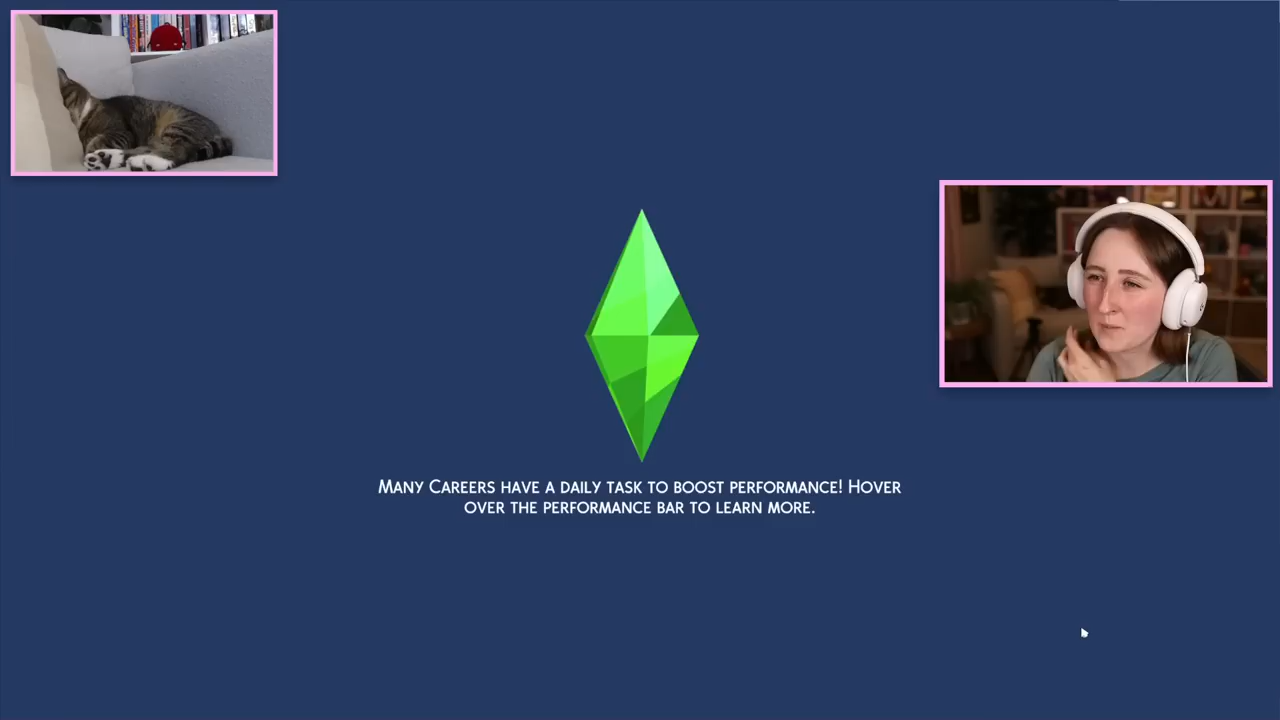 Many Careers have a daily task to boost performance! Hover
over the performance bar to learn more.